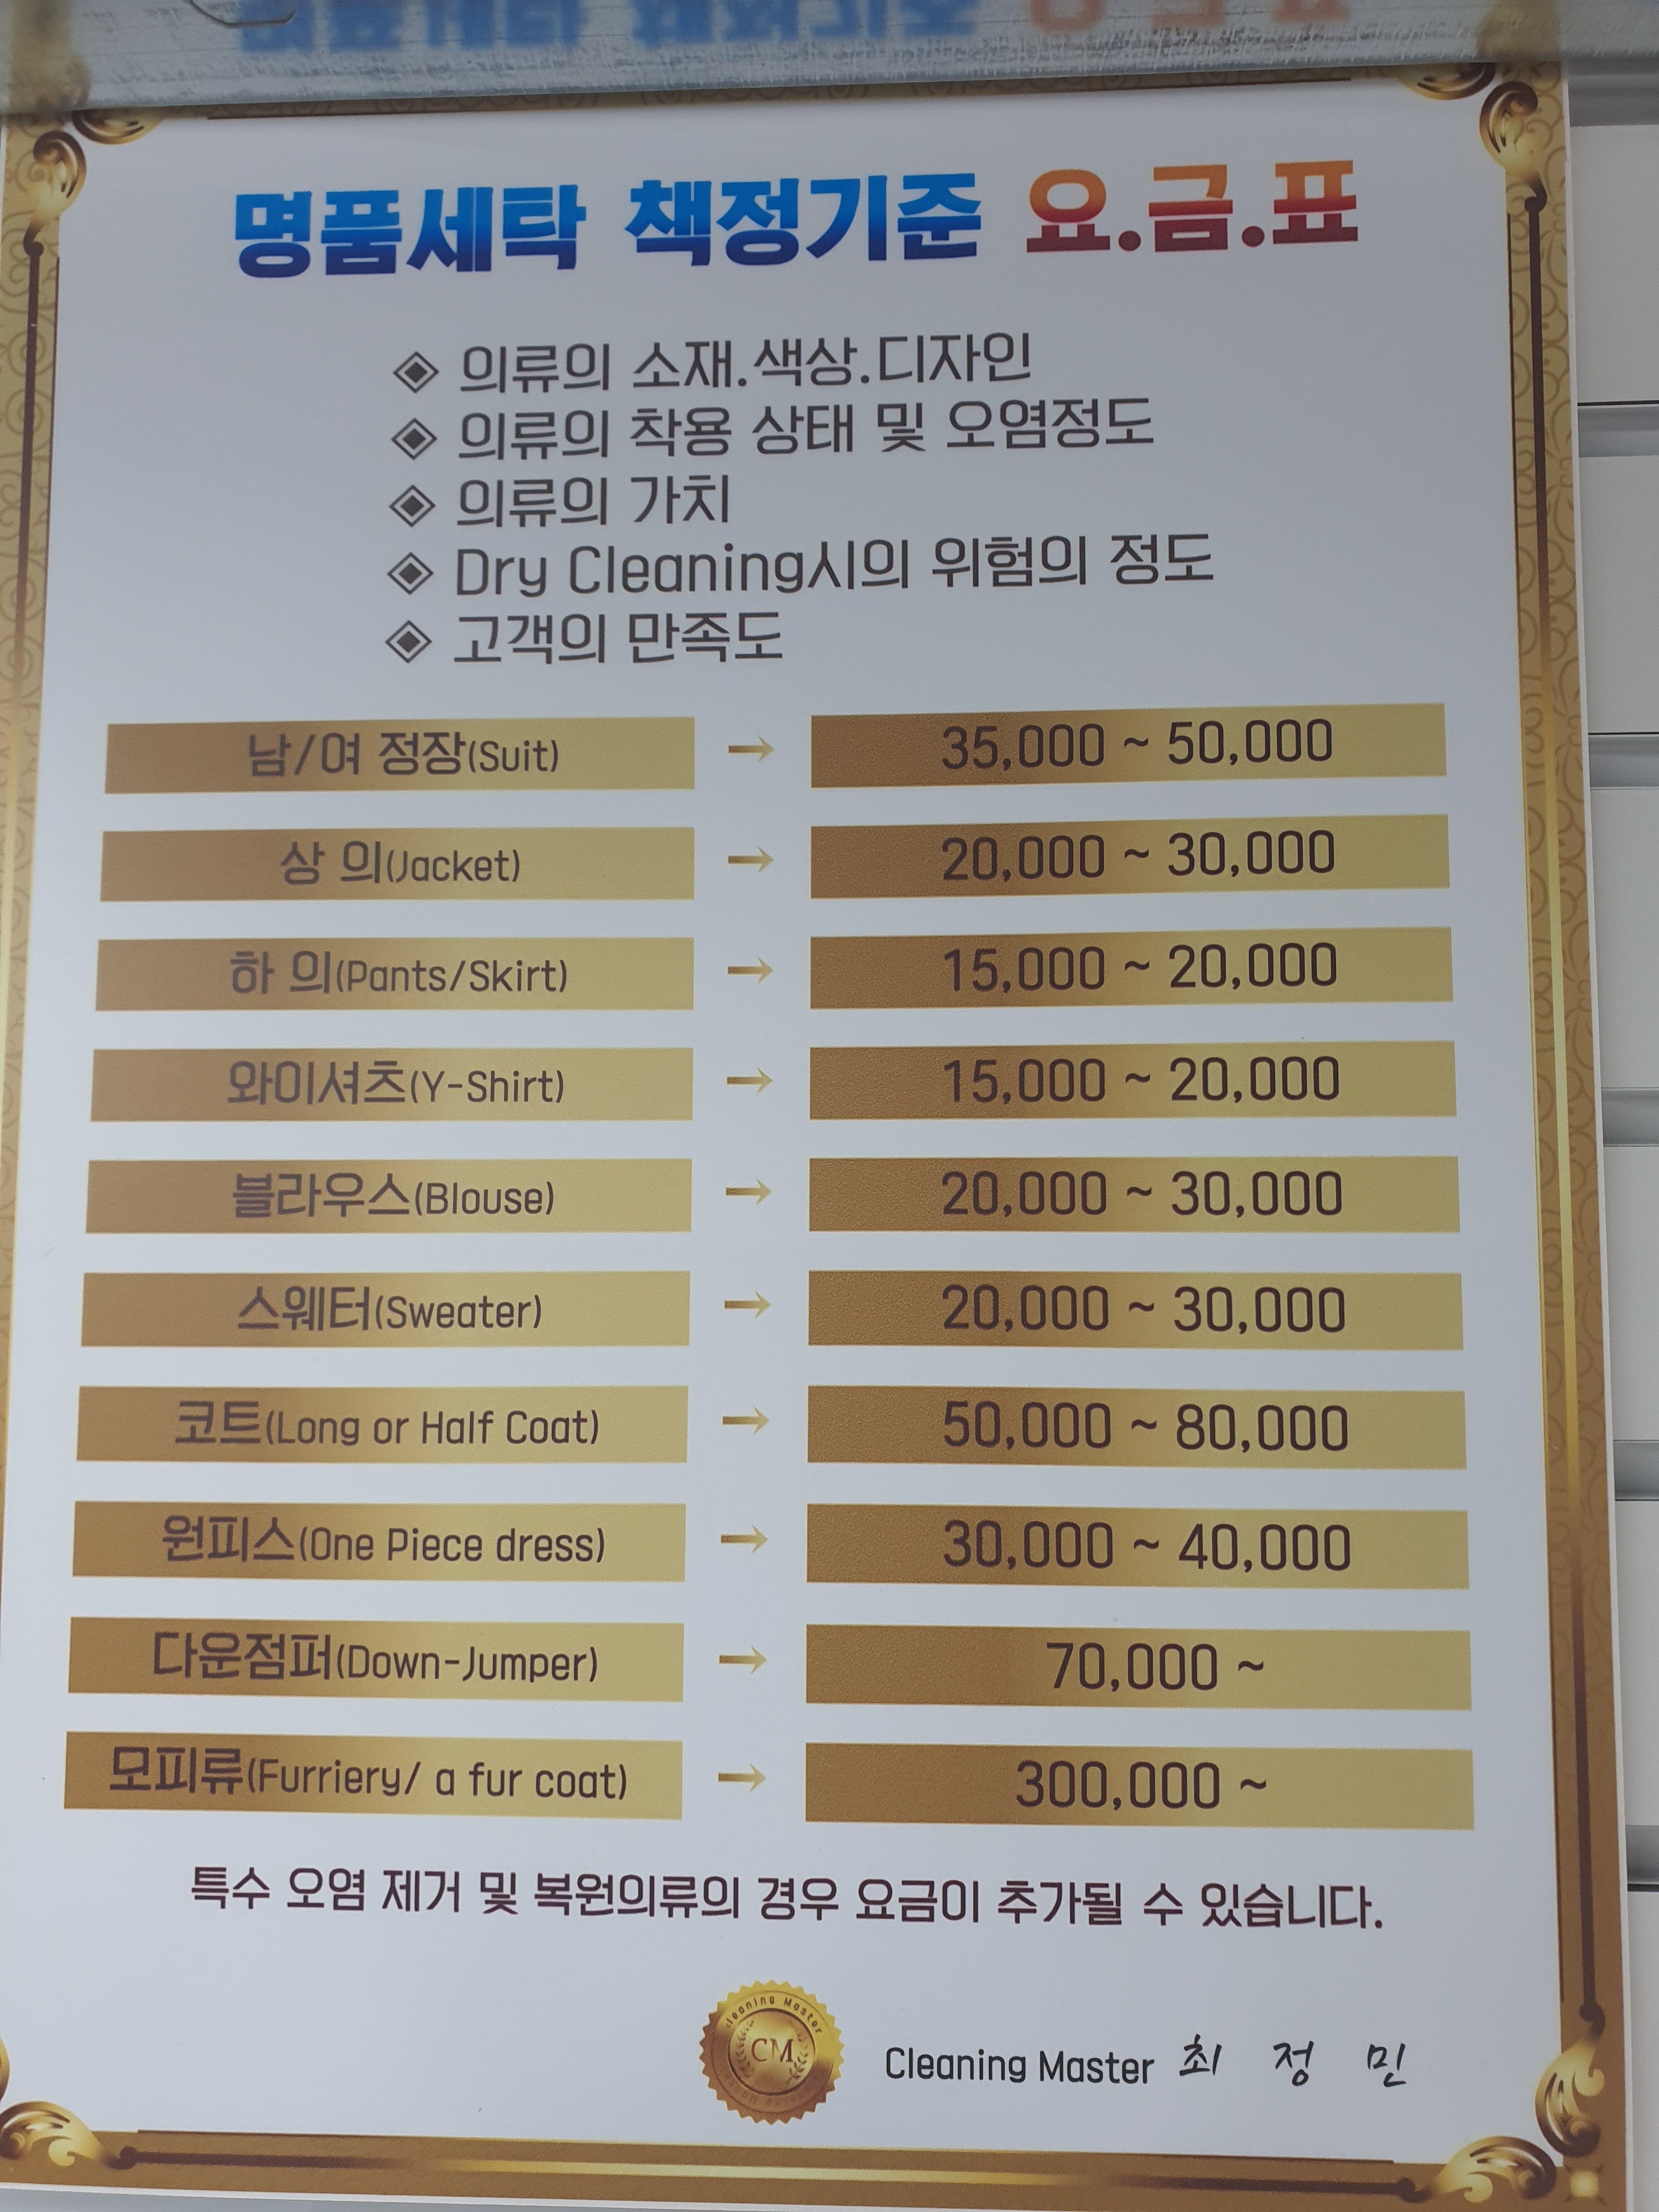 명품세탁 책정기준 요.금.표
◈ 의류의 소재.색상.디자인
◈ 의류의 착용 상태 및 오염정도
◈ 의류의 가치
◈ Dry Cleaning시의 위험의 정도
◈ 고객의 만족도
남/여 정장(Suit) → 35,000 ~ 50,000
상 의(Jacket) → 20,000 ~ 30,000
하 의(Pants/Skirt) → 15,000 ~ 20,000
와이셔츠(Y-Shirt) → 15,000 ~ 20,000
블라우스(Blouse) → 20,000 ~ 30,000
스웨터(Sweater) → 20,000 ~ 30,000
코트(Long or Half Coat) → 50,000 ~ 80,000
원피스(One Piece dress) → 30,000 ~ 40,000
다운점퍼(Down-Jumper) → 70,000 ~
모피류(Furriery/ a fur coat) → 300,000 ~
특수 오염 제거 및 복원의류의 경우 요금이 추가될 수 있습니다.
Cleaning Master
CM
Cleaning Master 최 정 민